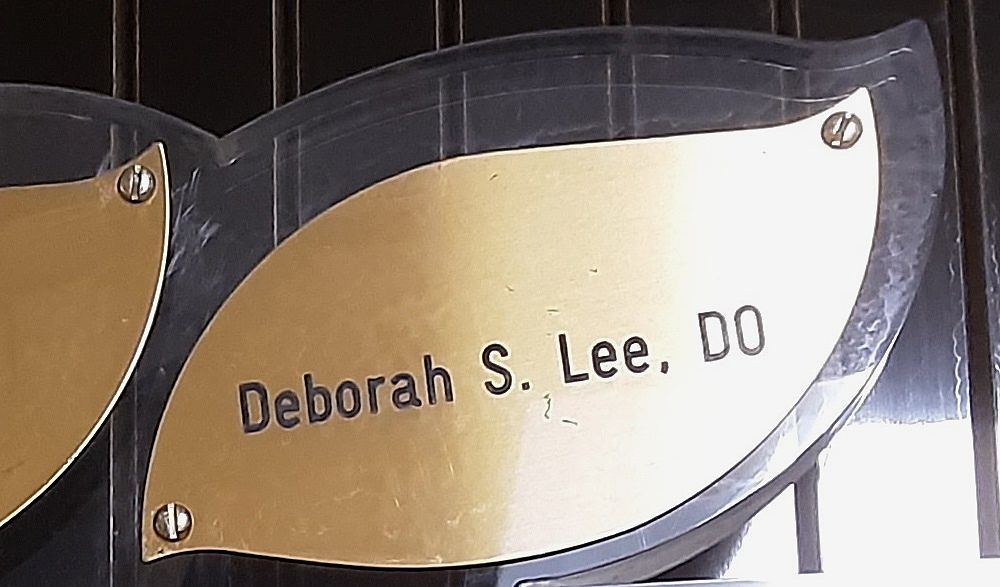 Deborah S. Lee, DO